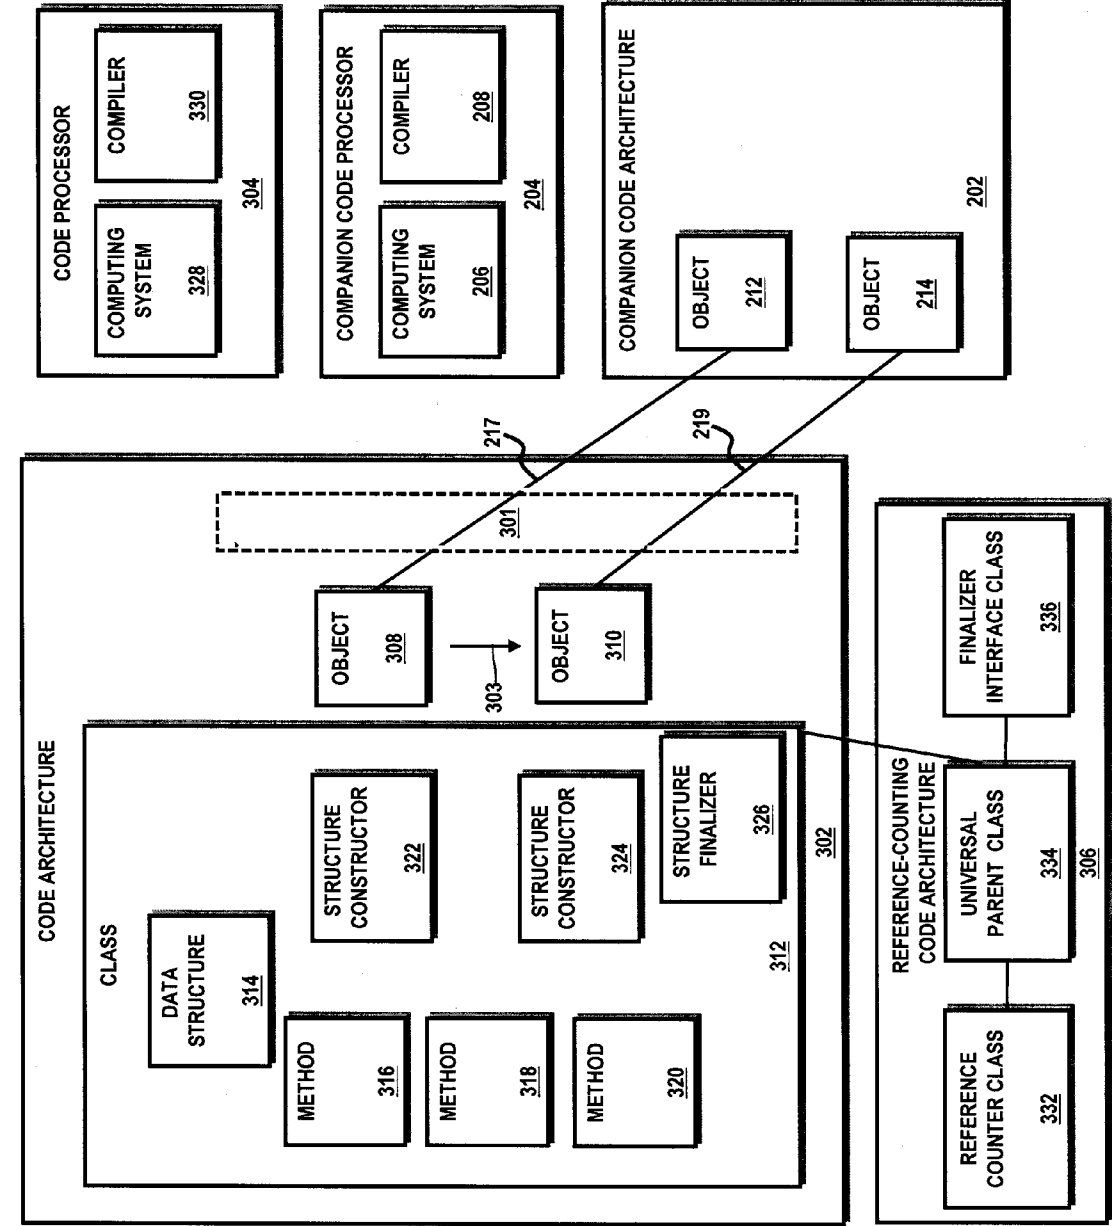 CODE ARCHITECTURE
CLASS
DATA
STRUCTURE
314
METHOD
316
METHOD
318
METHOD
320
STRUCTURE
CONSTRUCTOR
322
STRUCTURE
CONSTRUCTOR
324
STRUCTURE
FINALIZER
326
312
302
OBJECT
308
303
OBJECT
310
301
217
219
CODE PROCESSOR
COMPUTING
SYSTEM
328
COMPILER
330
304
COMPANION CODE PROCESSOR
COMPUTING
SYSTEM
206
COMPILER
208
204
COMPANION CODE ARCHITECTURE
OBJECT
212
OBJECT
214
202
REFERENCE-COUNTING
CODE ARCHITECTURE
REFERENCE
COUNTER CLASS
332
UNIVERSAL
PARENT CLASS
334
FINALIZER
INTERFACE CLASS
336
306